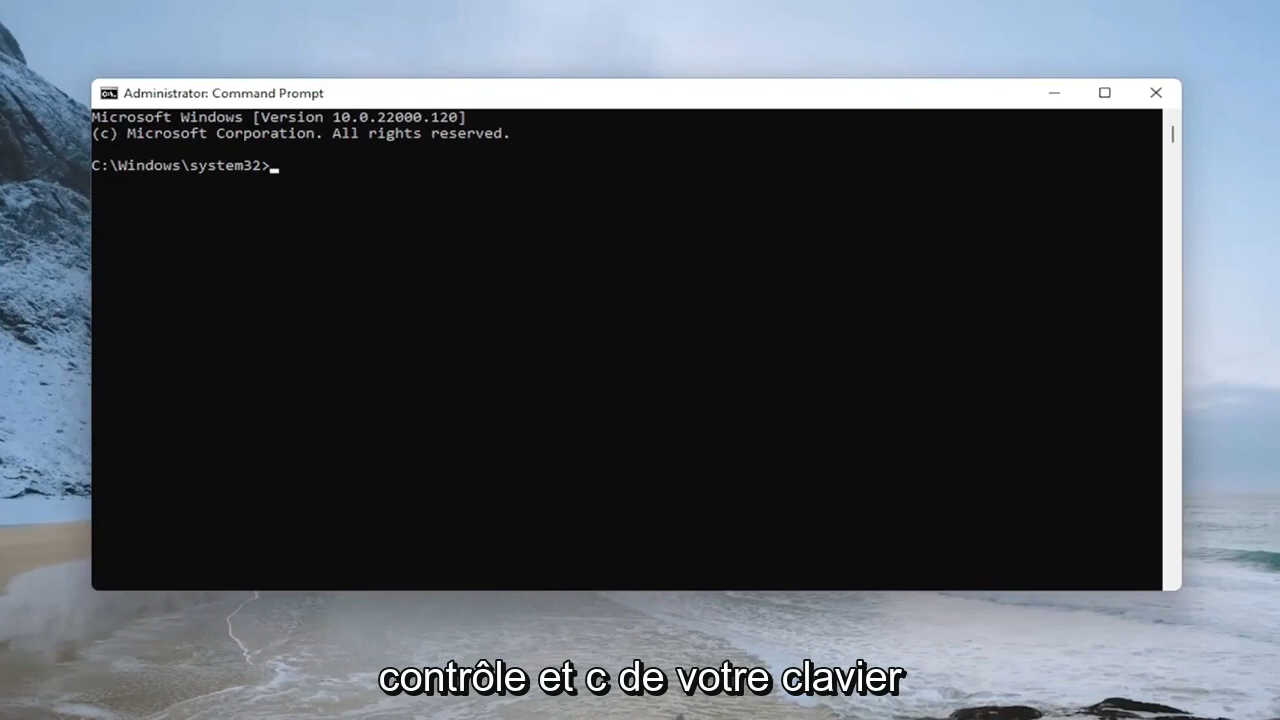 Administrator: Command Prompt
Microsoft Windows [Version 10.0.22000.120]
(c) Microsoft Corporation. All rights reserved.
C:\Windows\system32>
contrôle et c de votre clavier